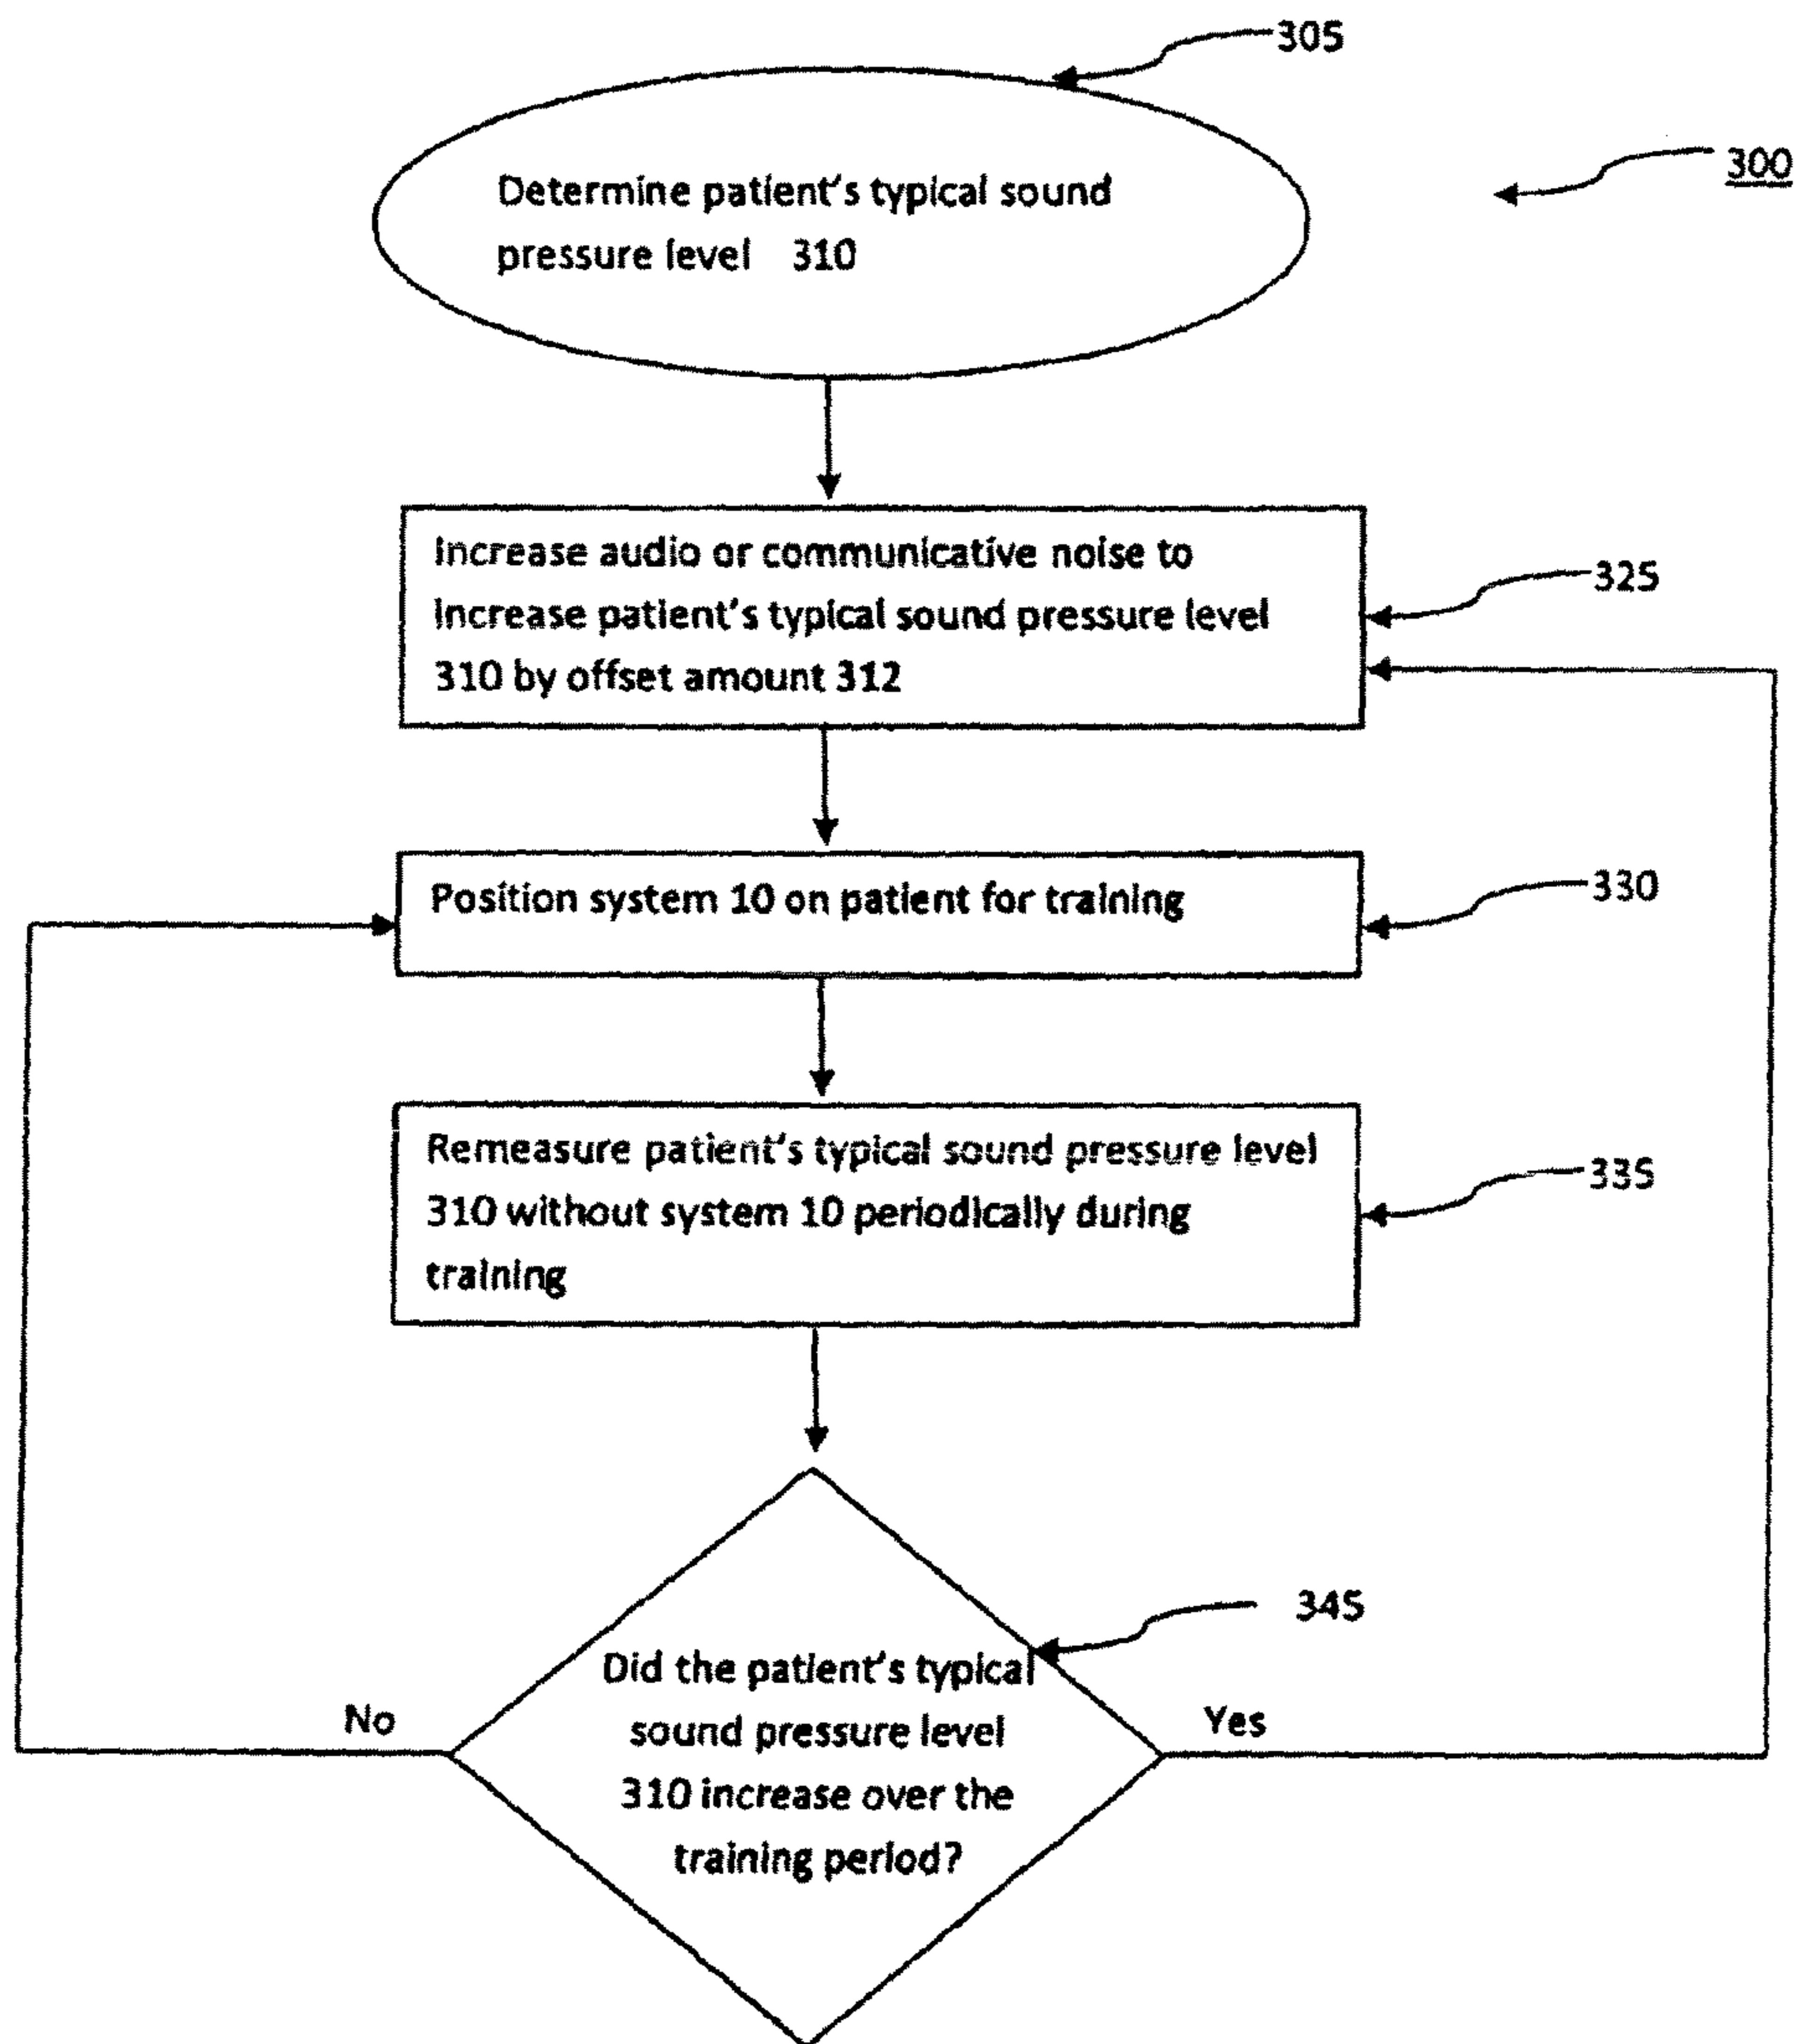 305
300
Determine patient's typical sound
pressure level 310
Increase audio or communicative noise to
increase patient's typical sound pressure level
310 by offset amount 312
325
Position system 10 on patient for training
330
Remeasure patient's typical sound pressure level
310 without system 10 periodically during
training
335
345
Did the patient's typical
sound pressure level
310 increase over the
training period?
No
Yes